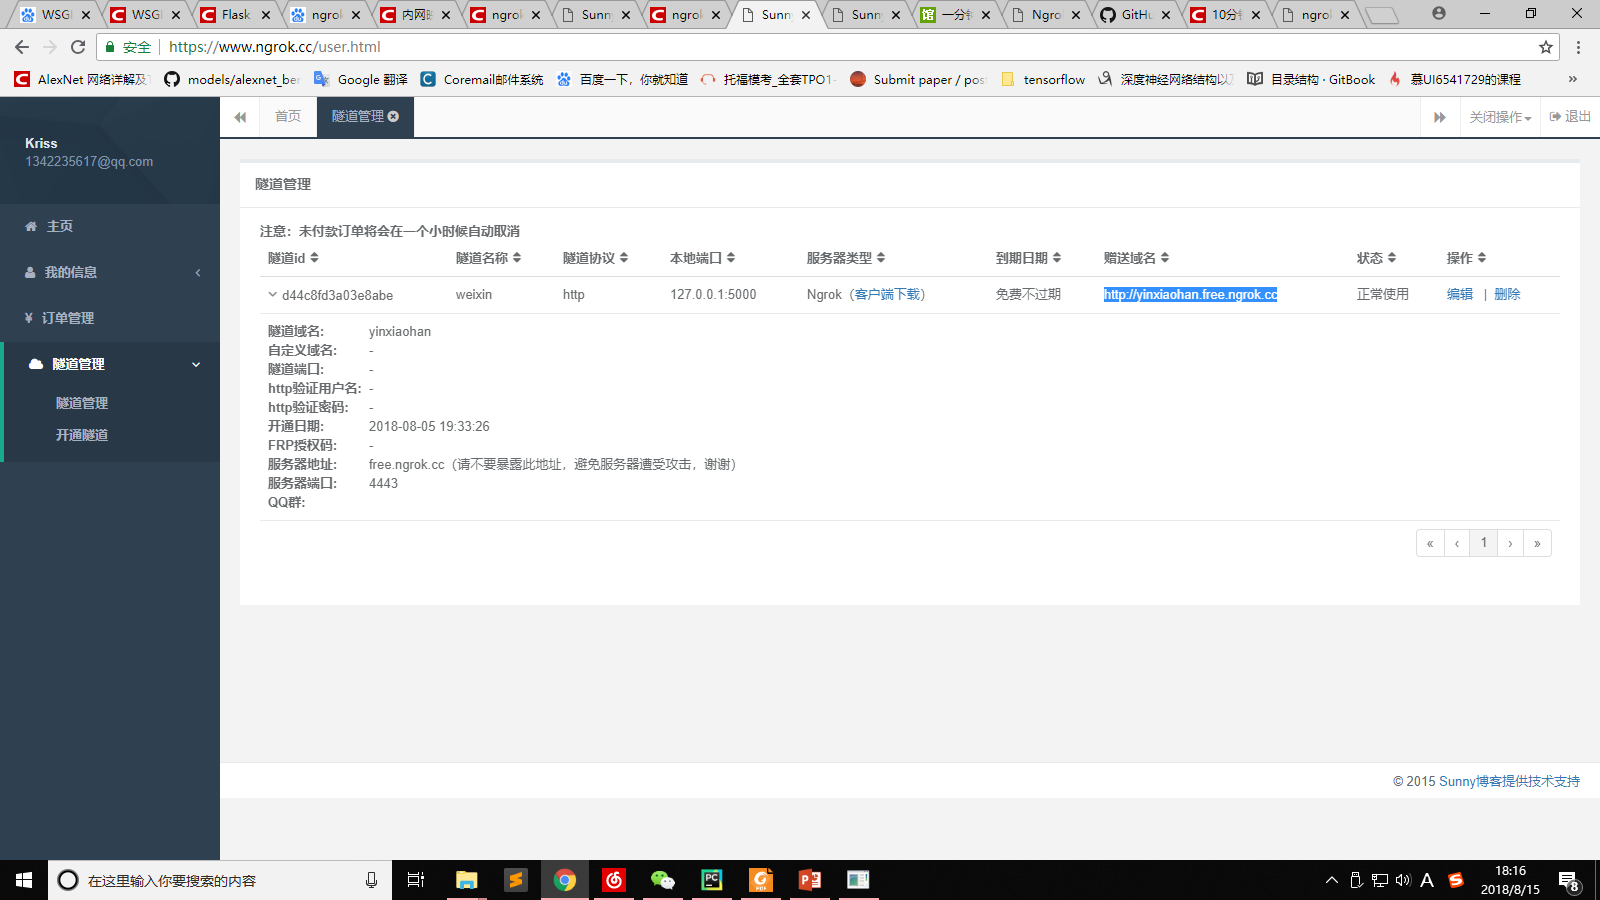 WSGI
WSGI
Flask
ngrok
内网映
ngrok
Sunny
ngrok
Sunny
Sunny
一分钟
Ngro
GitHu
10分钟
ngrok
安全 https://www.ngrok.cc/user.html
AlexNet 网络详解及 models/alexnet_ber Google 翻译 Coremail邮件系统 百度一下，你就知道 托福模考_全套TPO1- Submit paper / pos tensorflow 深度神经网络结构以 目录结构 · GitBook 慕UI6541729的课程 »
Kriss
1342235617@qq.com
主页
我的信息
¥ 订单管理
隧道管理
隧道管理
开通隧道
首页 隧道管理 关闭操作 退出
隧道管理
注意：未付款订单将会在一个小时候自动取消
隧道id 隧道名称 隧道协议 本地端口 服务器类型 到期日期 赠送域名 状态 操作
d44c8fd3a03e8abe weixin http 127.0.0.1:5000 Ngrok（客户端下载） 免费不过期 http://yinxiaohan.free.ngrok.cc 正常使用 编辑 | 删除
隧道域名: yinxiaohan
自定义域名: -
隧道端口: -
http验证用户名: -
http验证密码: -
开通日期: 2018-08-05 19:33:26
FRP授权码: -
服务器地址: free.ngrok.cc（请不要暴露此地址，避免服务器遭受攻击，谢谢）
服务器端口: 4443
QQ群:
« ‹ 1 › »
© 2015 Sunny博客提供技术支持
在这里输入你要搜索的内容
A
18:16
2018/8/15
8